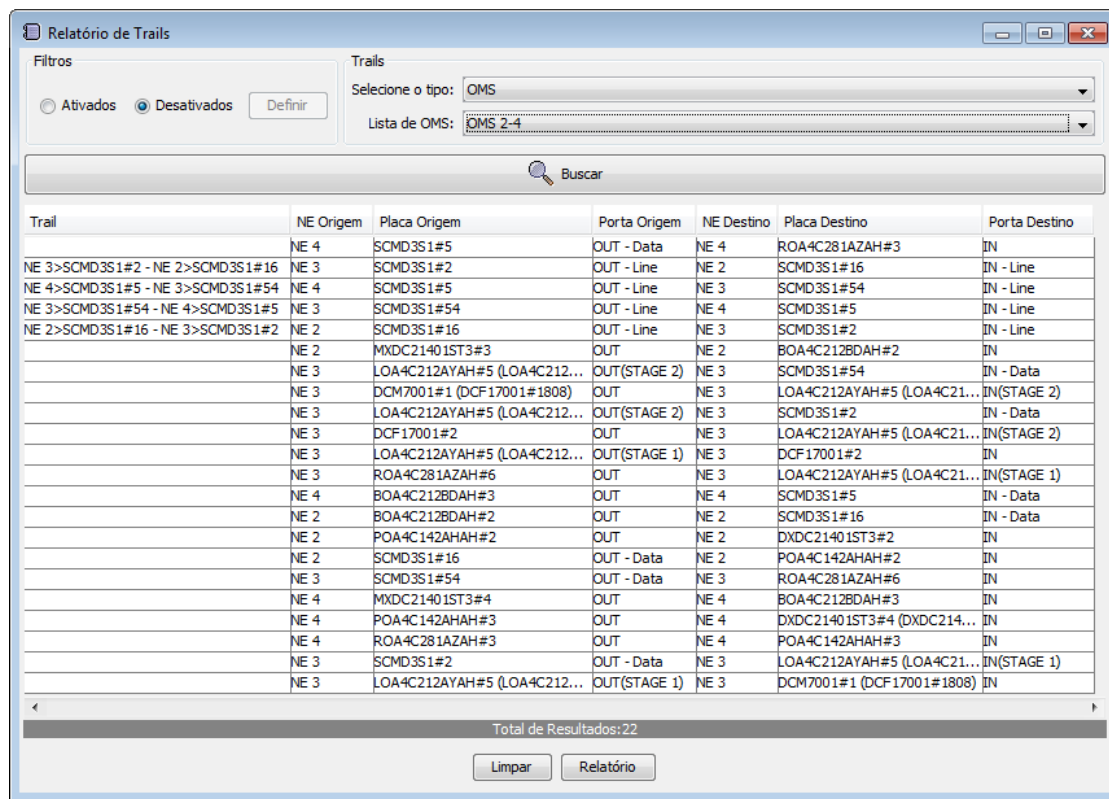 Relatório de Trails
Filtros
Ativados Desativados Definir
Trails
Selecione o tipo: OMS
Lista de OMS: OMS 2-4
Buscar
Trail NE Origem Placa Origem Porta Origem NE Destino Placa Destino Porta Destino
NE 4 SCMD3S1#5 OUT - Data NE 4 ROA4C281AZAH#3 IN
NE 3>SCMD3S1#2 - NE 2>SCMD3S1#16 NE 3 SCMD3S1#2 OUT - Line NE 2 SCMD3S1#16 IN - Line
NE 4>SCMD3S1#5 - NE 3>SCMD3S1#54 NE 4 SCMD3S1#5 OUT - Line NE 3 SCMD3S1#54 IN - Line
NE 3>SCMD3S1#54 - NE 4>SCMD3S1#5 NE 3 SCMD3S1#54 OUT - Line NE 4 SCMD3S1#5 IN - Line
NE 2>SCMD3S1#16 - NE 3>SCMD3S1#2 NE 2 SCMD3S1#16 OUT - Line NE 3 SCMD3S1#2 IN - Line
NE 2 MXDC21401ST3#3 OUT NE 2 BOA4C212BDAH#2 IN
NE 3 LOA4C212AYAH#5 (LOA4C212... OUT(STAGE 2) NE 3 SCMD3S1#54 IN - Data
NE 3 DCM7001#1 (DCF17001#1808) OUT NE 3 LOA4C212AYAH#5 (LOA4C21... IN(STAGE 2)
NE 3 LOA4C212AYAH#5 (LOA4C212... OUT(STAGE 2) NE 3 SCMD3S1#2 IN - Data
NE 3 DCF17001#2 OUT NE 3 LOA4C212AYAH#5 (LOA4C21... IN(STAGE 2)
NE 3 LOA4C212AYAH#5 (LOA4C212... OUT(STAGE 1) NE 3 DCF17001#2 IN
NE 3 ROA4C281AZAH#6 OUT NE 3 LOA4C212AYAH#5 (LOA4C21... IN(STAGE 1)
NE 4 BOA4C212BDAH#3 OUT NE 4 SCMD3S1#5 IN - Data
NE 2 BOA4C212BDAH#2 OUT NE 2 SCMD3S1#16 IN - Data
NE 2 POA4C142AHAH#2 OUT NE 2 DXDC21401ST3#2 IN
NE 2 SCMD3S1#16 OUT - Data NE 2 POA4C142AHAH#2 IN
NE 3 SCMD3S1#54 OUT - Data NE 3 ROA4C281AZAH#6 IN
NE 4 MXDC21401ST3#4 OUT NE 4 BOA4C212BDAH#3 IN
NE 4 POA4C142AHAH#3 OUT NE 4 DXDC21401ST3#4 (DXDC214... IN
NE 4 ROA4C281AZAH#3 OUT NE 4 POA4C142AHAH#3 IN
NE 3 SCMD3S1#2 OUT - Data NE 3 LOA4C212AYAH#5 (LOA4C21... IN(STAGE 1)
NE 3 LOA4C212AYAH#5 (LOA4C212... OUT(STAGE 1) NE 3 DCM7001#1 (DCF17001#1808) IN
Total de Resultados:22
Limpar Relatório